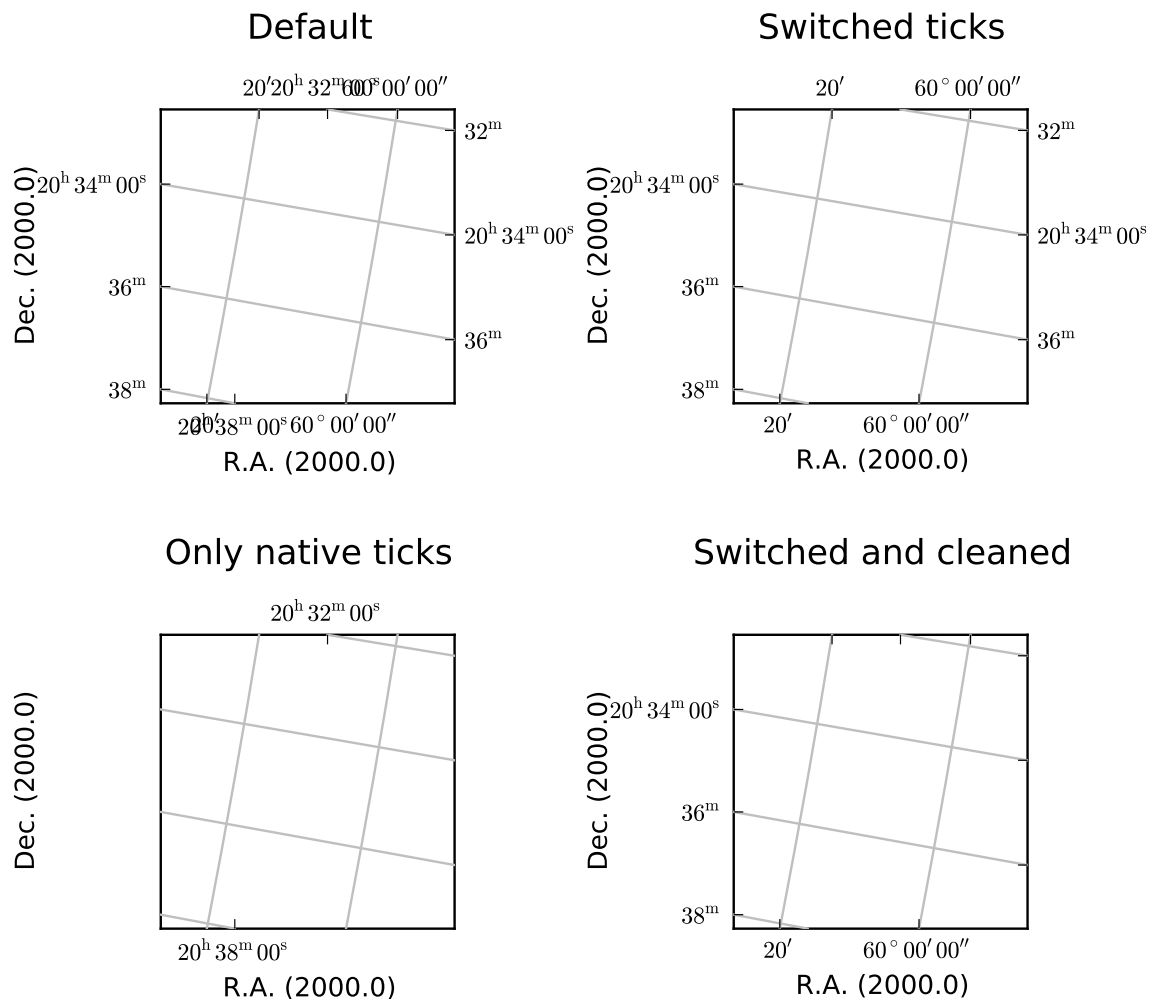 Default
20′ 20ʰ 32ᵐ 00ˢ 60° 00′ 00″
32ᵐ
20ʰ 34ᵐ 00ˢ
20ʰ 34ᵐ 00ˢ
36ᵐ
36ᵐ
38ᵐ
20ʰ 38ᵐ 00ˢ 20′ 60° 00′ 00″
Dec. (2000.0)
R.A. (2000.0)
Switched ticks
20′ 60° 00′ 00″
32ᵐ
20ʰ 34ᵐ 00ˢ
20ʰ 34ᵐ 00ˢ
36ᵐ
36ᵐ
38ᵐ
20′ 60° 00′ 00″
Dec. (2000.0)
R.A. (2000.0)
Only native ticks
20ʰ 32ᵐ 00ˢ
Dec. (2000.0)
20ʰ 38ᵐ 00ˢ
R.A. (2000.0)
Switched and cleaned
20ʰ 34ᵐ 00ˢ
36ᵐ
38ᵐ
20′ 60° 00′ 00″
Dec. (2000.0)
R.A. (2000.0)